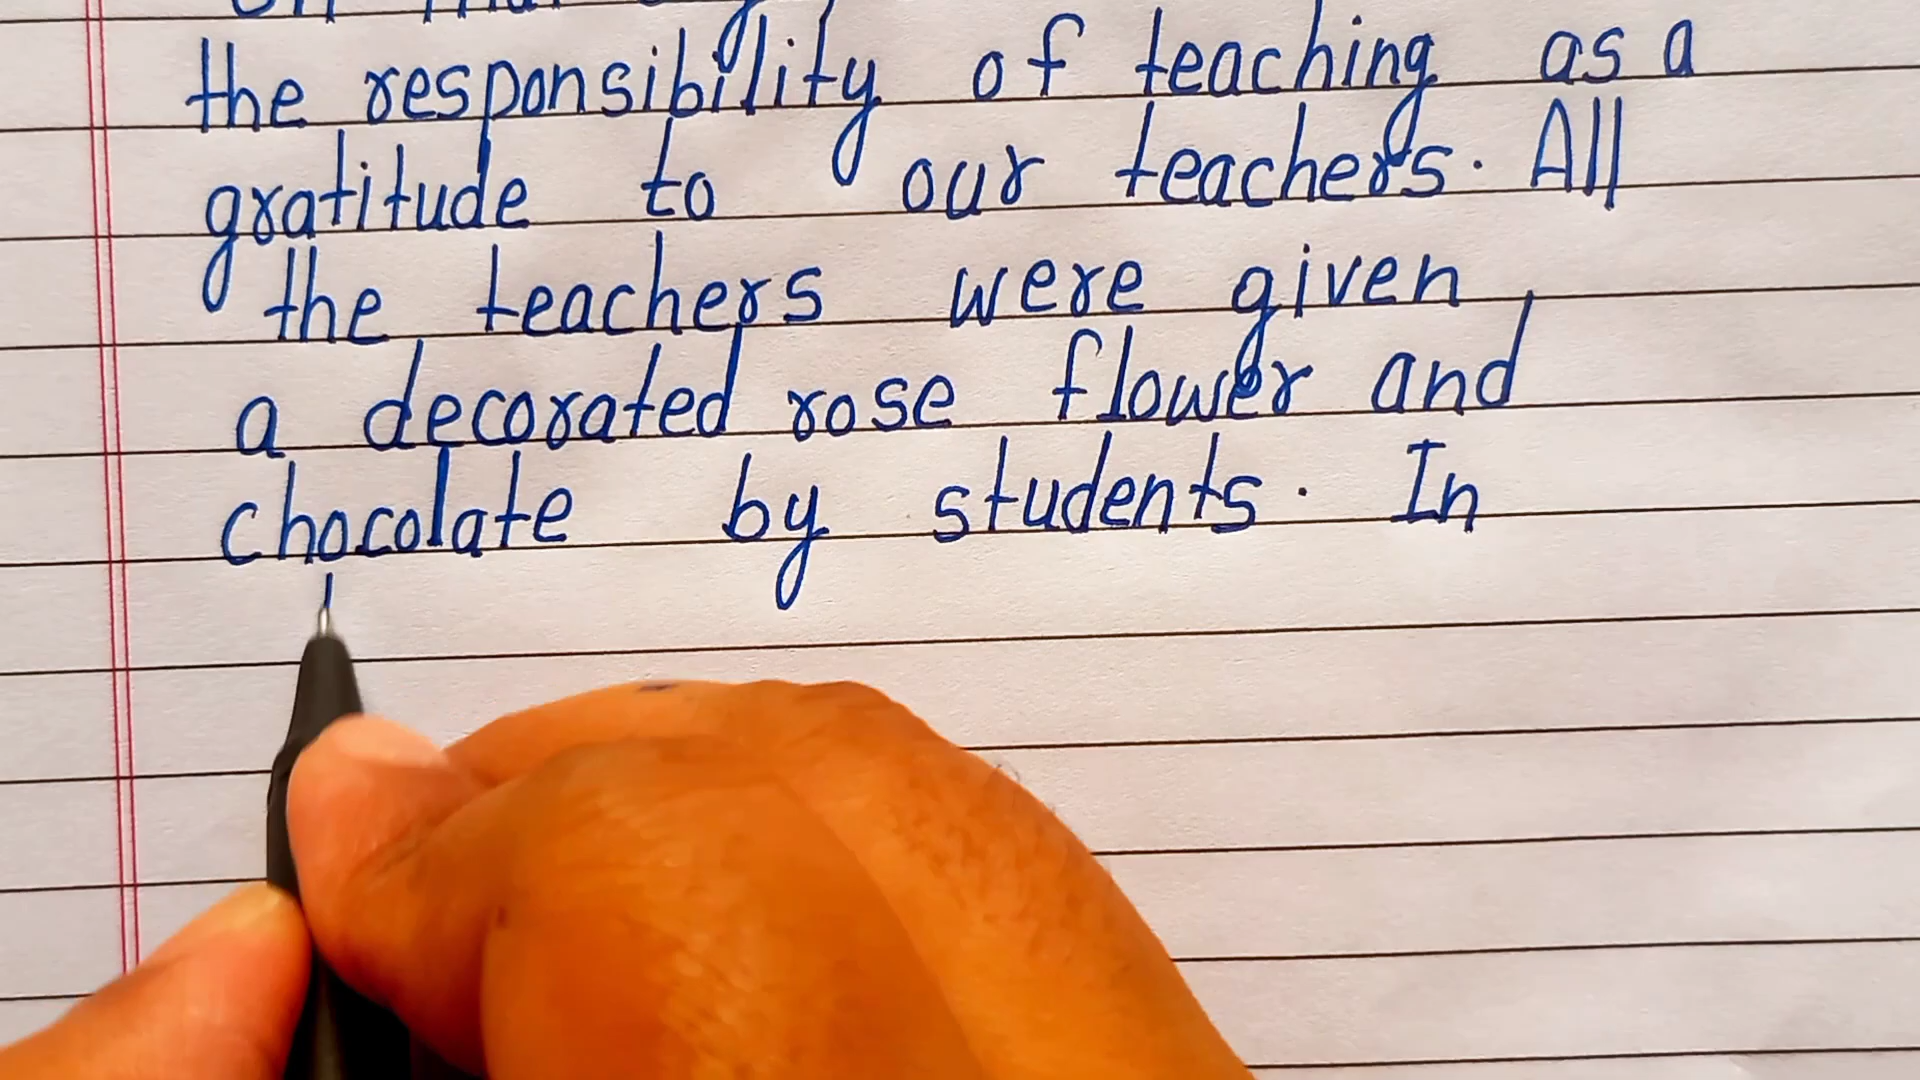 the responsibility of teaching as a
gratitude to our teachers. All
the teachers were given
a decorated rose flower and
chocolate by students. In